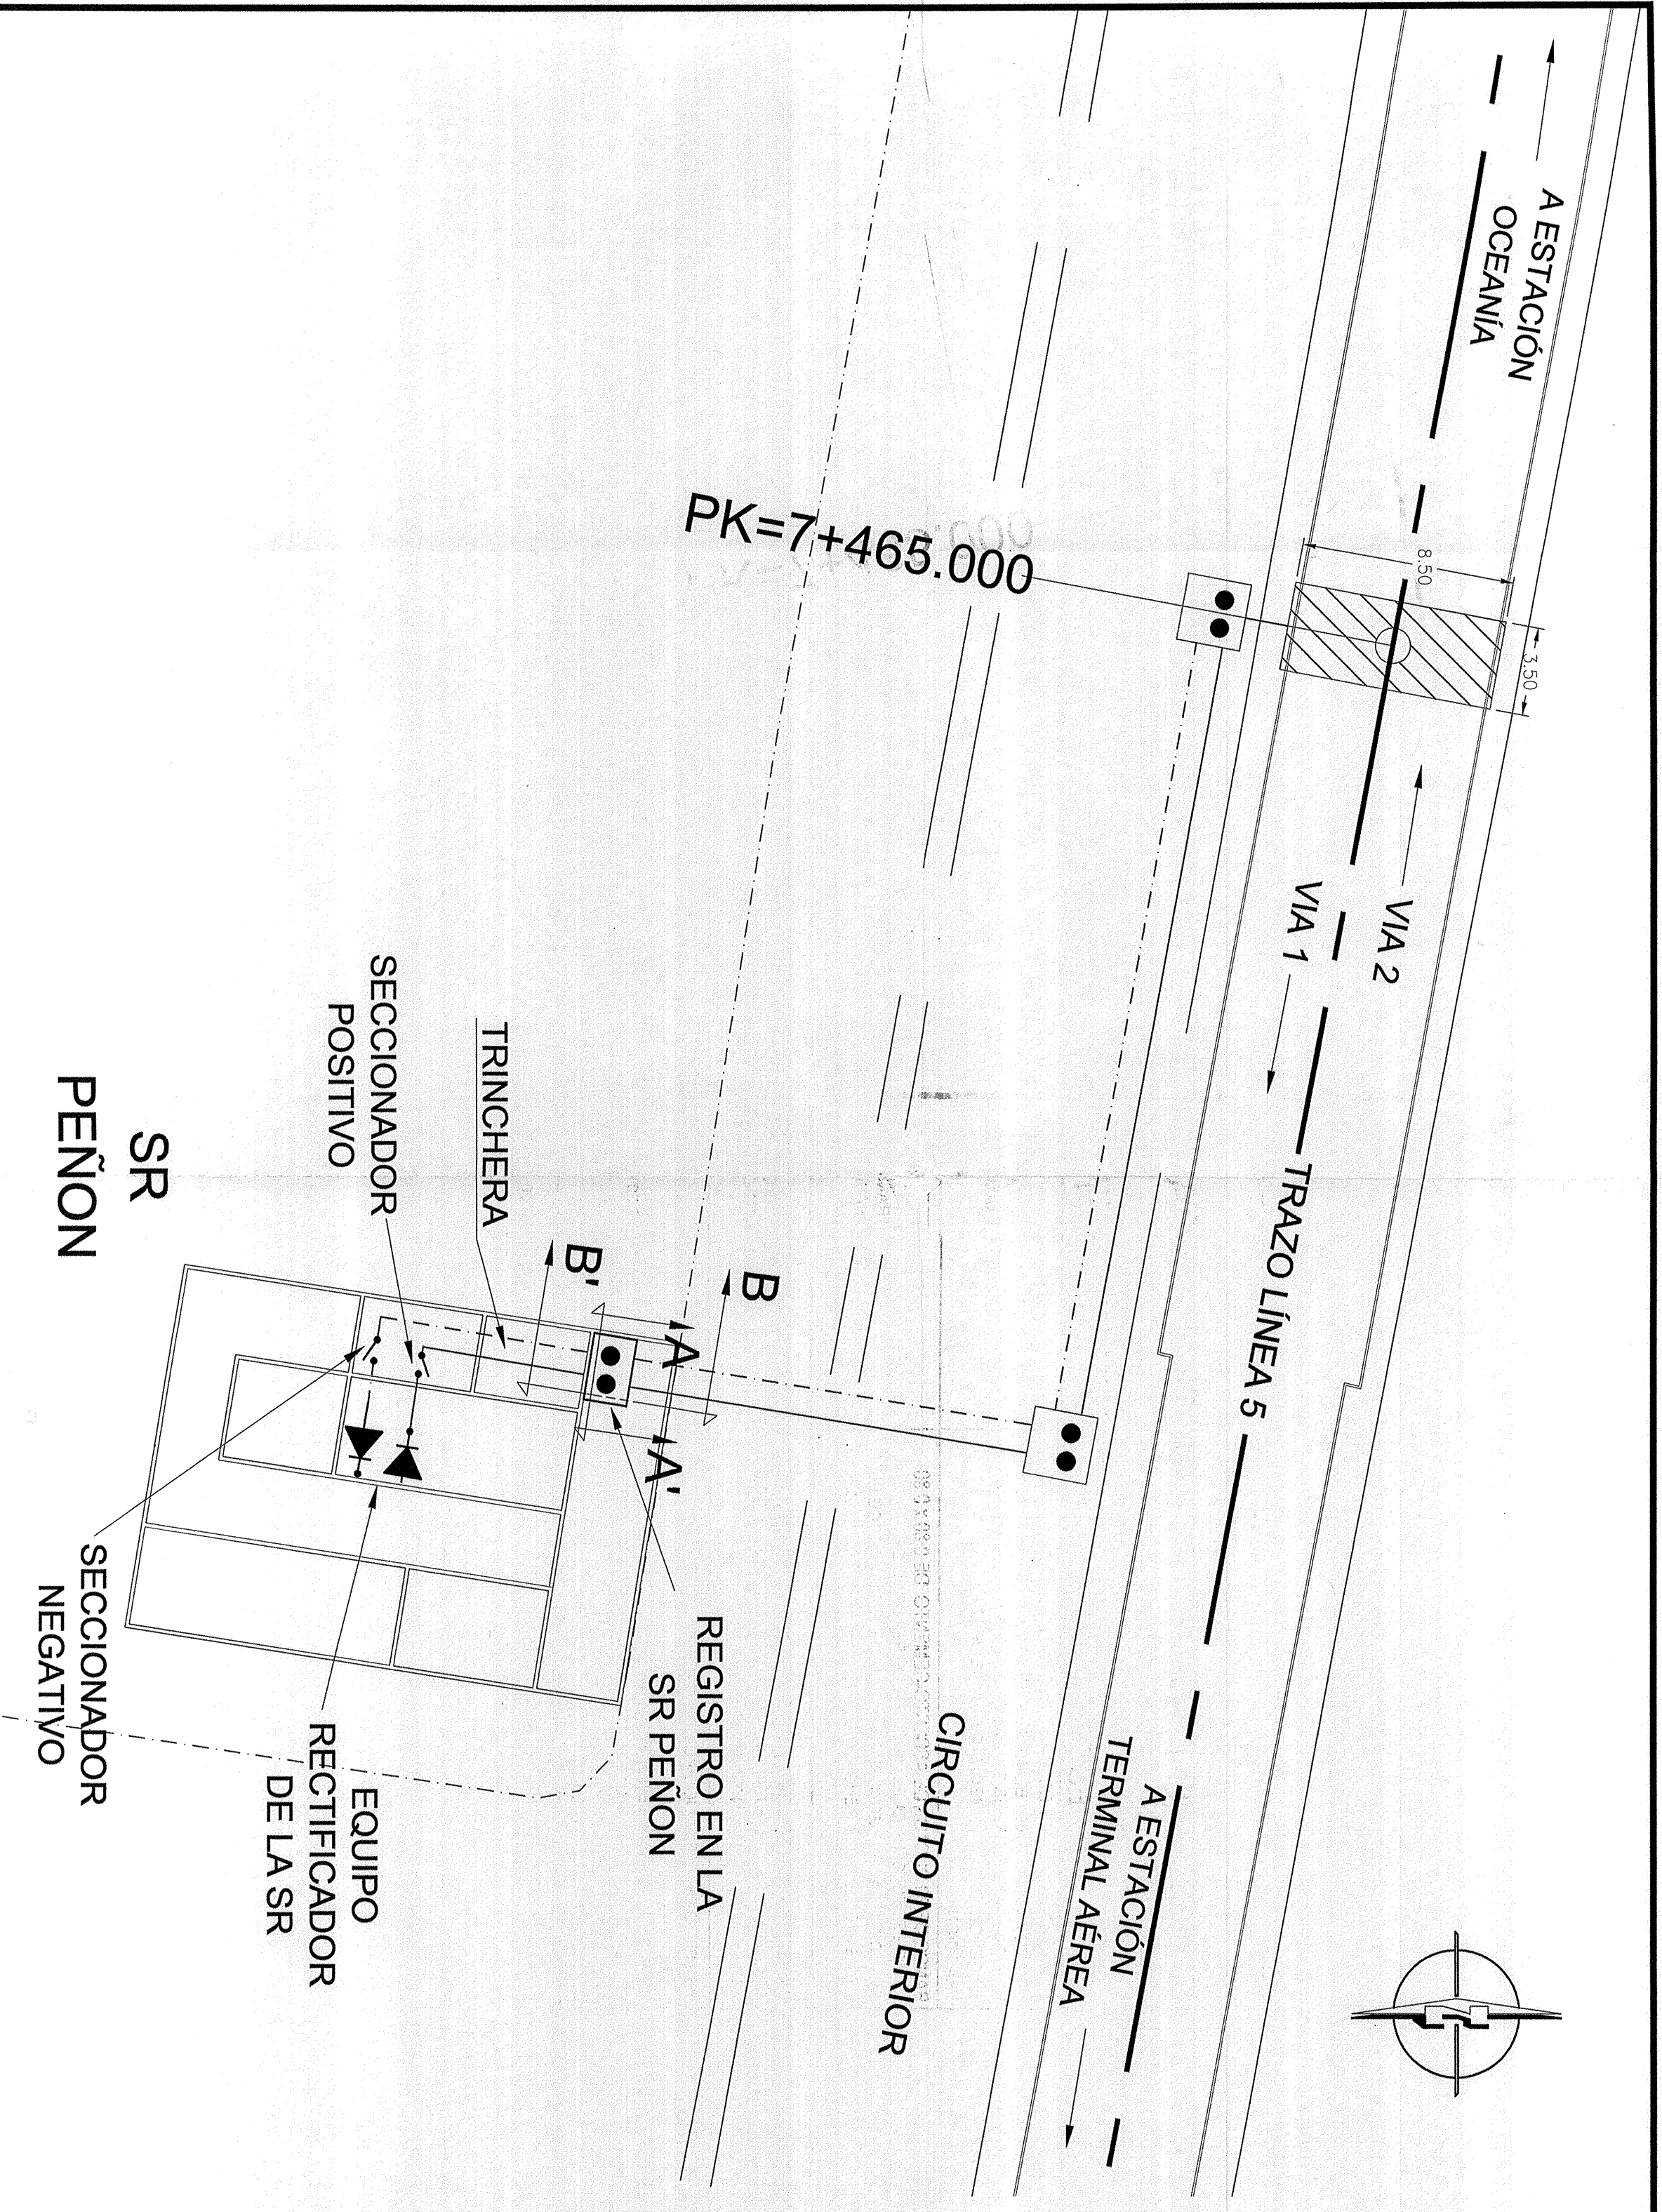 A ESTACIÓN
OCEANÍA
8.50
3.50
PK=7+465.000
VIA 2
VIA 1
TRAZO LÍNEA 5
A ESTACIÓN
TERMINAL AÉREA
CIRCUITO INTERIOR
B
B'
A
A'
TRINCHERA
SECCIONADOR
POSITIVO
REGISTRO EN LA
SR PEÑON
SR
PEÑON
EQUIPO
RECTIFICADOR
DE LA SR
SECCIONADOR
NEGATIVO